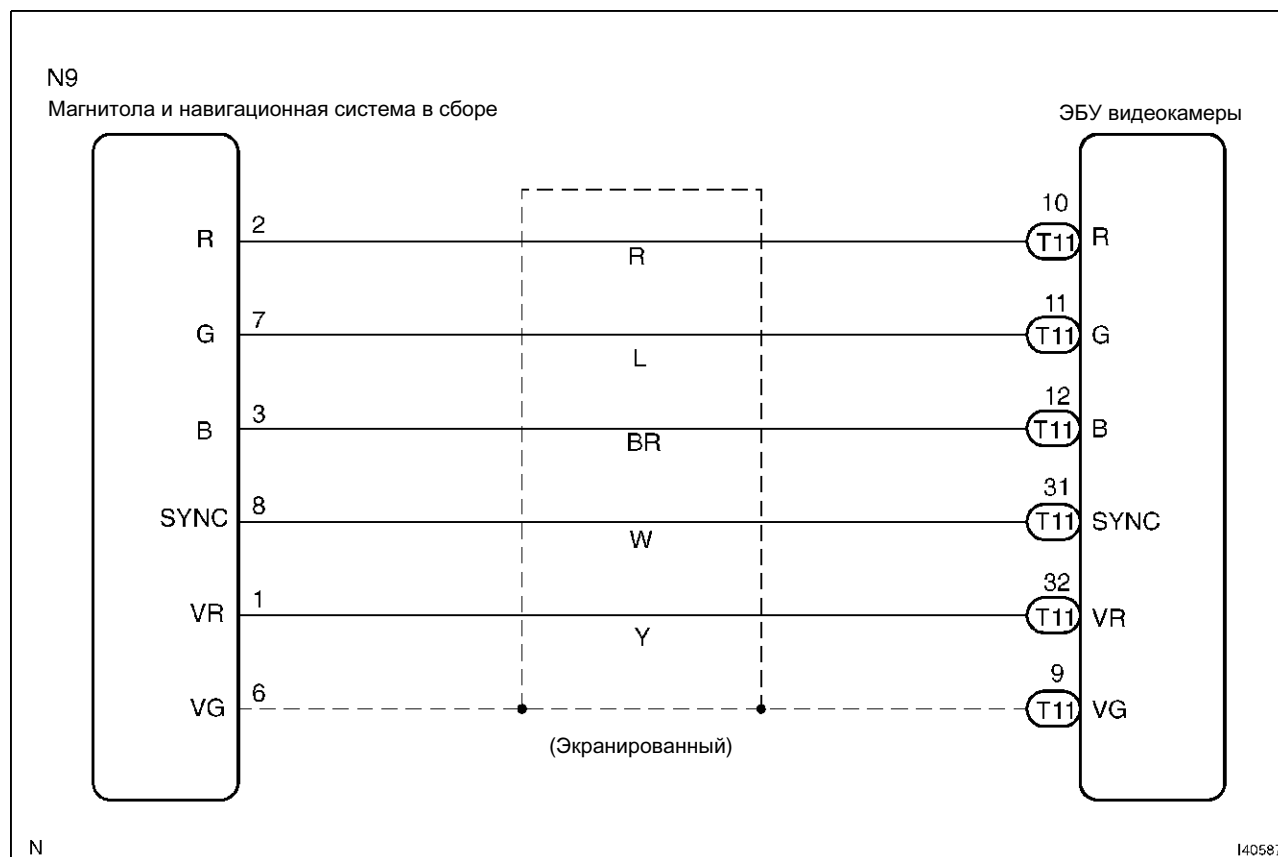 N9
Магнитола и навигационная система в сборе
ЭБУ видеокамеры
R 2 R 10 T11 R
G 7 L 11 T11 G
B 3 BR 12 T11 B
SYNC 8 W 31 T11 SYNC
VR 1 Y 32 T11 VR
VG 6 9 T11 VG
(Экранированный)
N
I40587